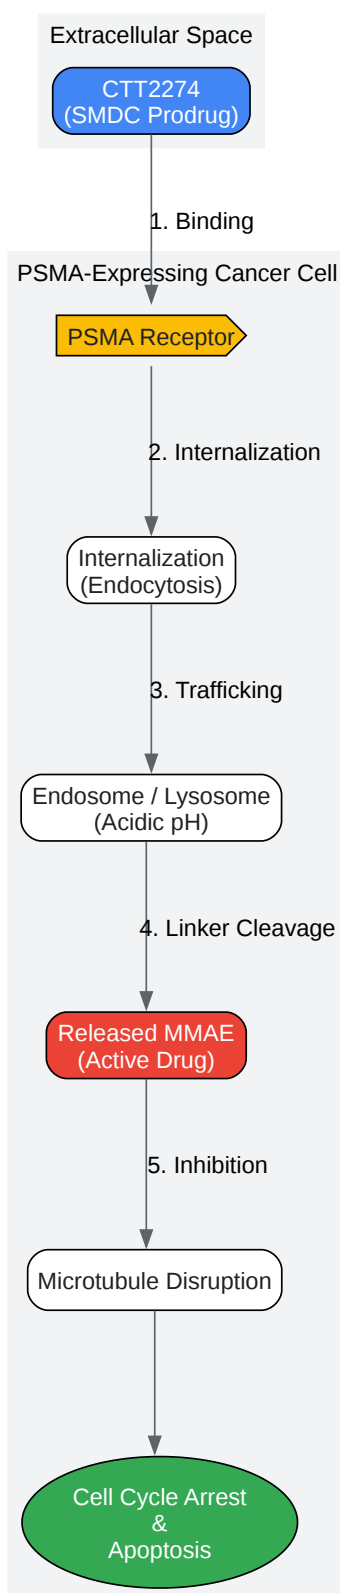 Extracellular Space
CTT2274
(SMDC Prodrug)
1. Binding
PSMA-Expressing Cancer Cell
PSMA Receptor
2. Internalization
Internalization
(Endocytosis)
3. Trafficking
Endosome / Lysosome
(Acidic pH)
4. Linker Cleavage
Released MMAE
(Active Drug)
5. Inhibition
Microtubule Disruption
Cell Cycle Arrest
&
Apoptosis